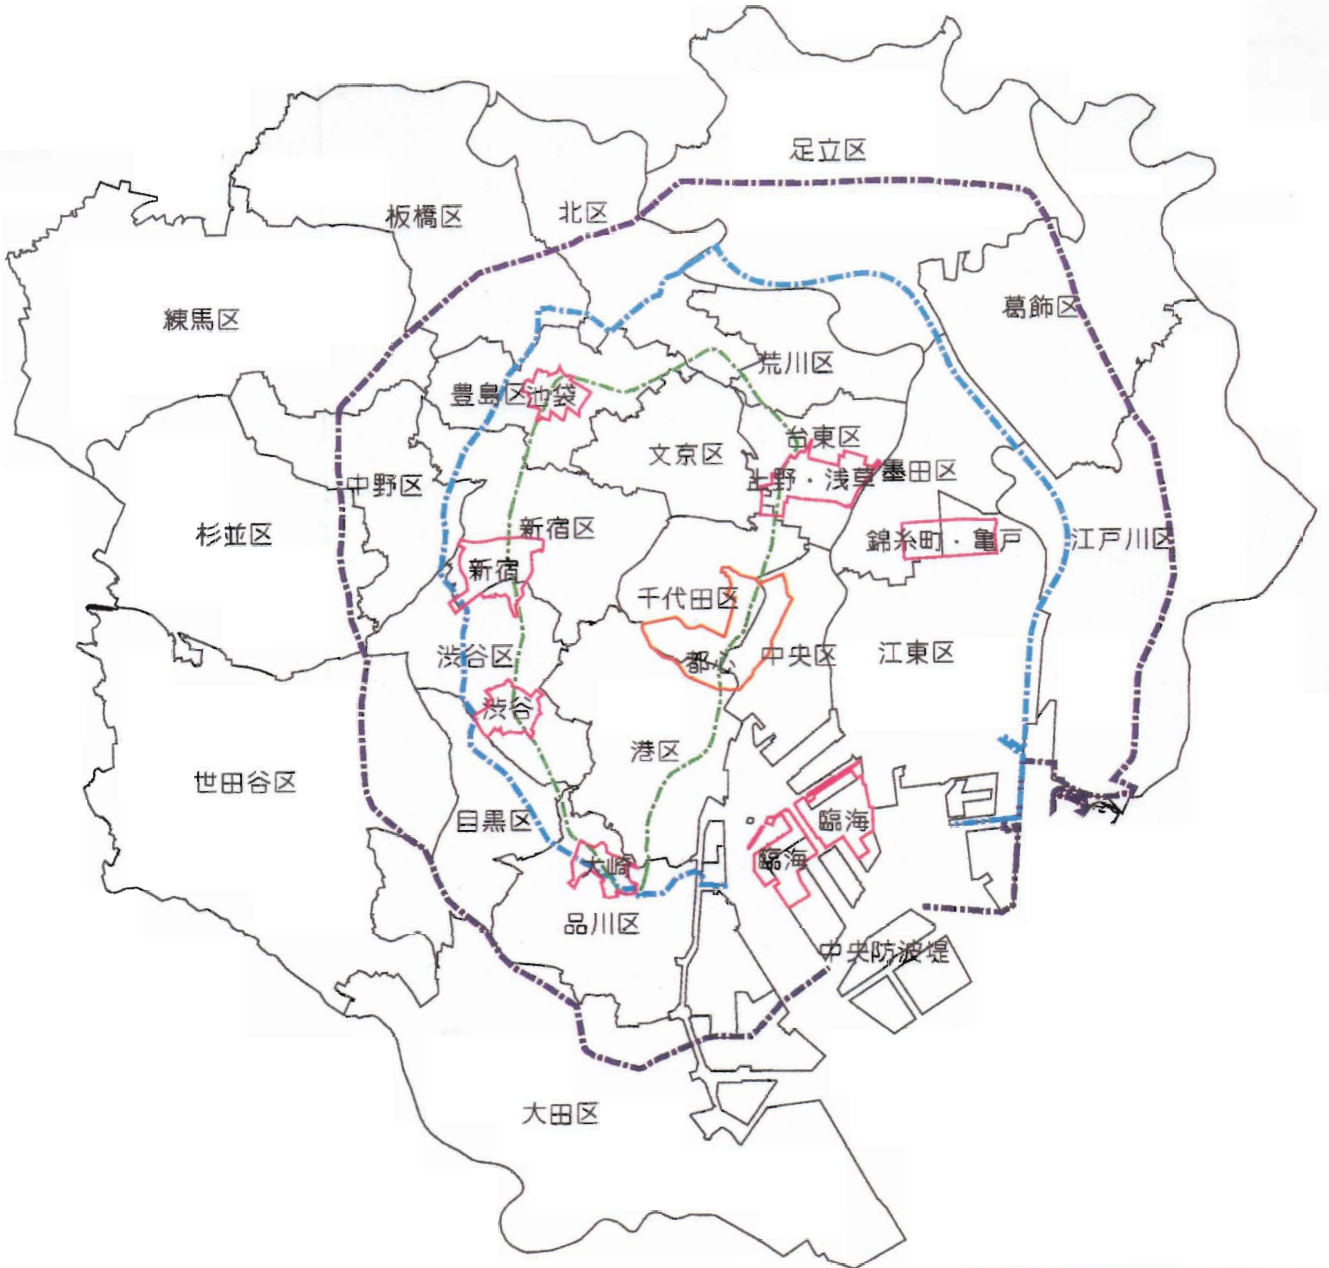 足立区
板橋区
北区
練馬区
葛飾区
荒川区
豊島区
池袋
台東区
文京区
上野・浅草
墨田区
中野区
杉並区
新宿区
錦糸町・亀戸
江戸川区
新宿
千代田区
渋谷区
都心
中央区
江東区
渋谷
港区
世田谷区
目黒区
臨海
臨海
大崎
品川区
中央防波堤
大田区